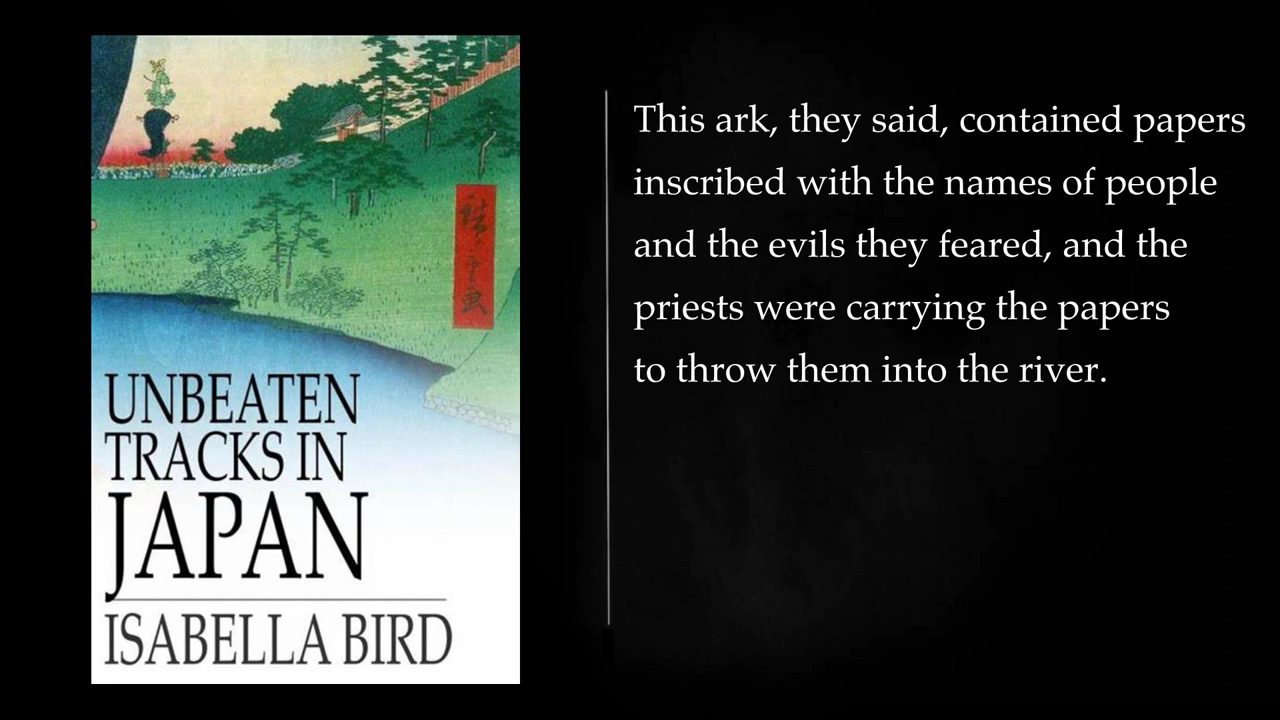 UNBEATEN
TRACKS IN
JAPAN
ISABELLA BIRD
This ark, they said, contained papers
inscribed with the names of people
and the evils they feared, and the
priests were carrying the papers
to throw them into the river.